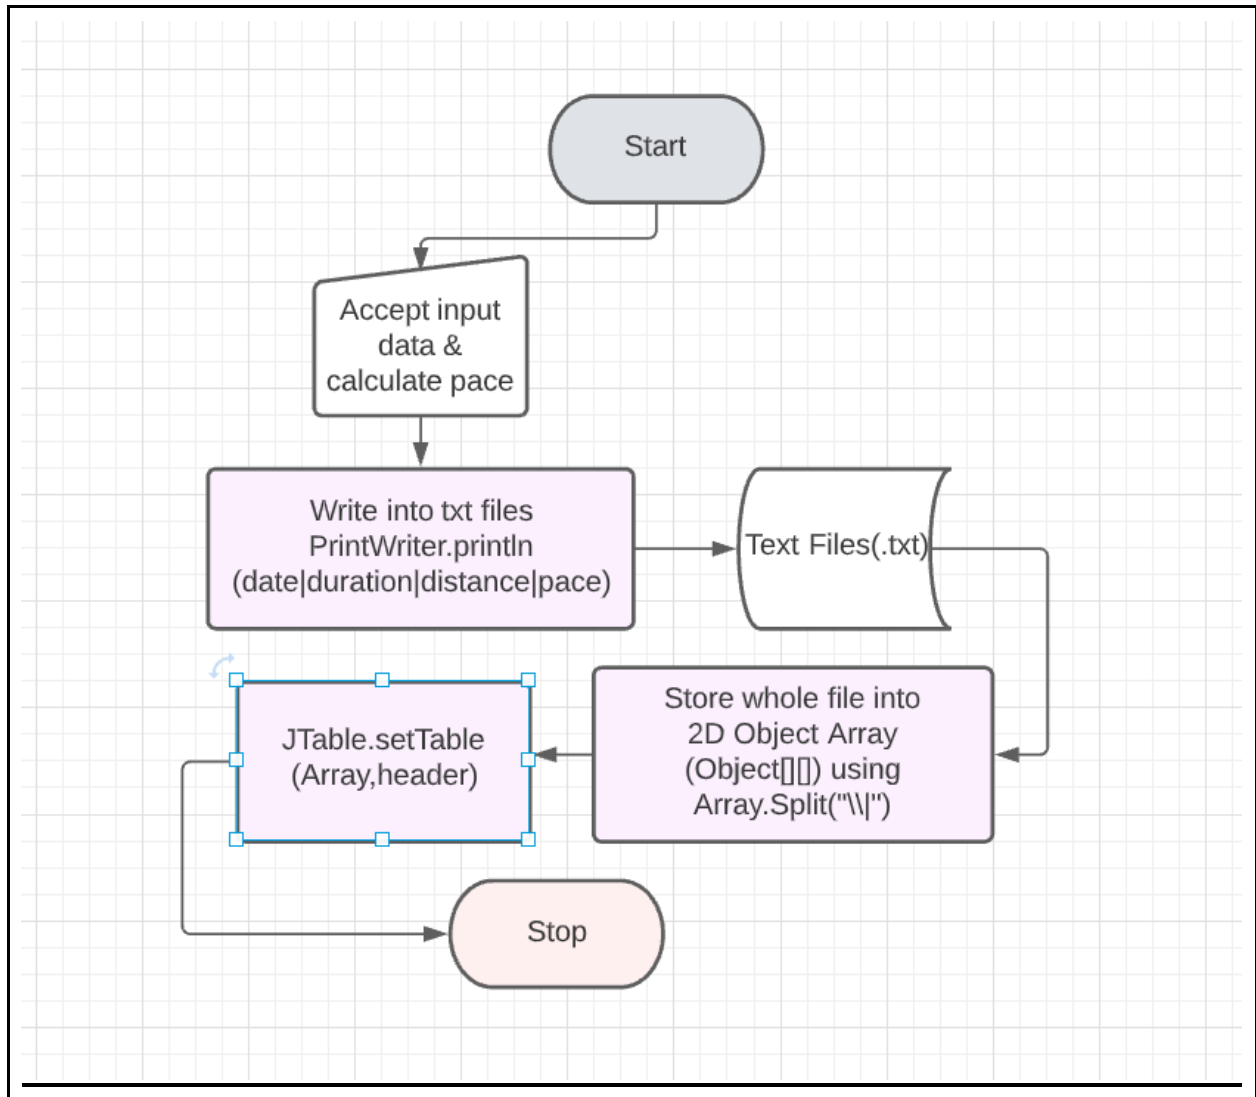 Start
Accept input
data &
calculate pace
Write into txt files
PrintWriter.println
(date|duration|distance|pace)
Text Files(.txt)
Store whole file into
2D Object Array
(Object[][]) using
Array.Split("\\|")
JTable.setTable
(Array,header)
Stop